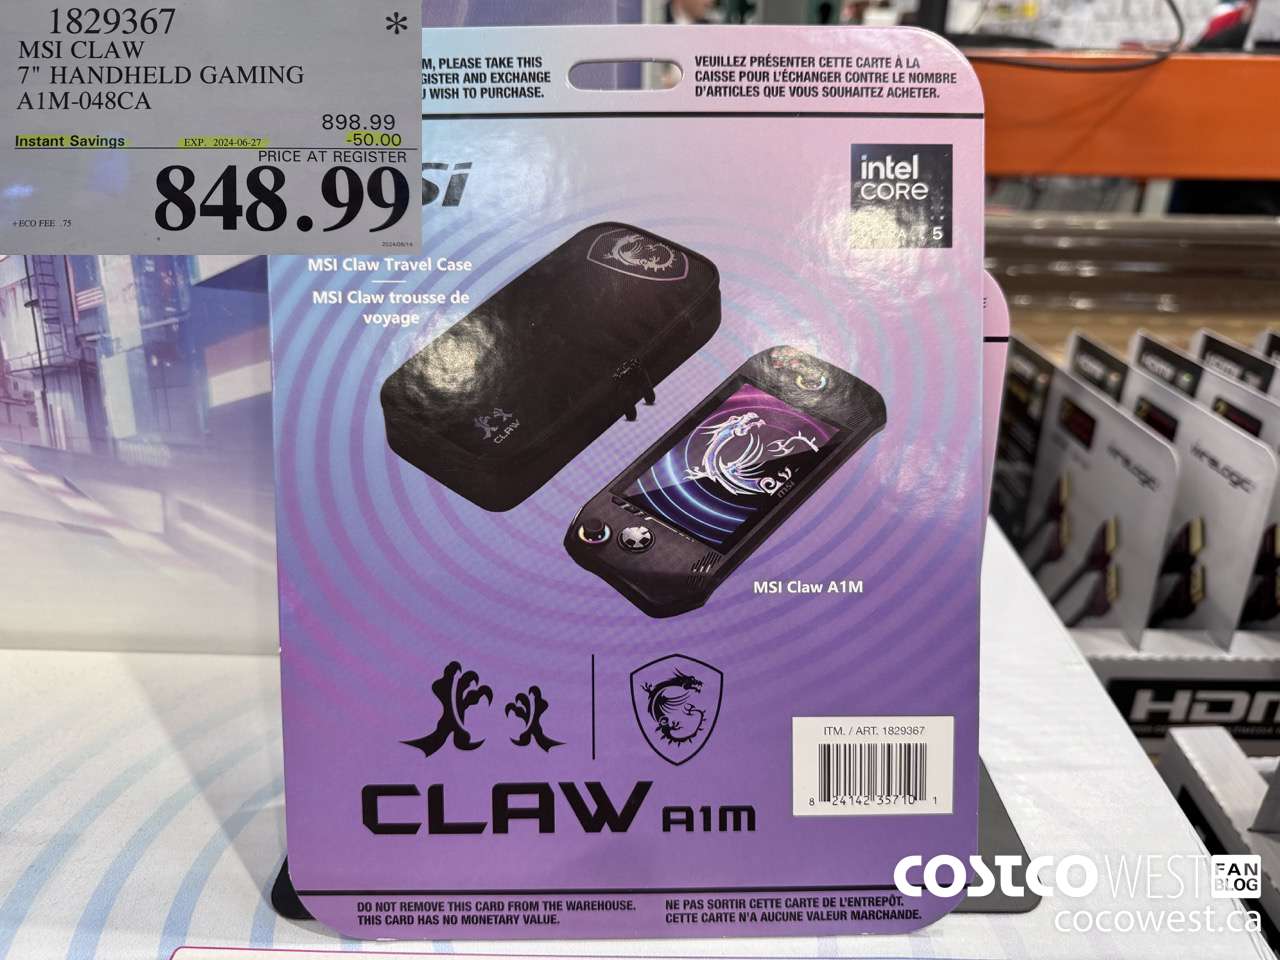 1829367 *
MSI CLAW
7" HANDHELD GAMING
A1M-048CA
898.99
Instant Savings EXP. 2024-06-27 -50.00
PRICE AT REGISTER
848.99
+ECO FEE .75
2024/06/14
M, PLEASE TAKE THIS
GISTER AND EXCHANGE
WISH TO PURCHASE.
VEUILLEZ PRÉSENTER CETTE CARTE À LA
CAISSE POUR L'ÉCHANGER CONTRE LE NOMBRE
D'ARTICLES QUE VOUS SOUHAITEZ ACHETER.
si
intel
CORE
5
MSI Claw Travel Case
MSI Claw trousse de
voyage
CLAW
msi
MSI Claw A1M
CLAW A1M
ITM. / ART. 1829367
8 24142 35710 1
DO NOT REMOVE THIS CARD FROM THE WAREHOUSE.
THIS CARD HAS NO MONETARY VALUE.
NE PAS SORTIR CETTE CARTE DE L'ENTREPÔT.
CETTE CARTE N'A AUCUNE VALEUR MARCHANDE.
HDM
COSTCO WEST FAN BLOG
cocowest.ca